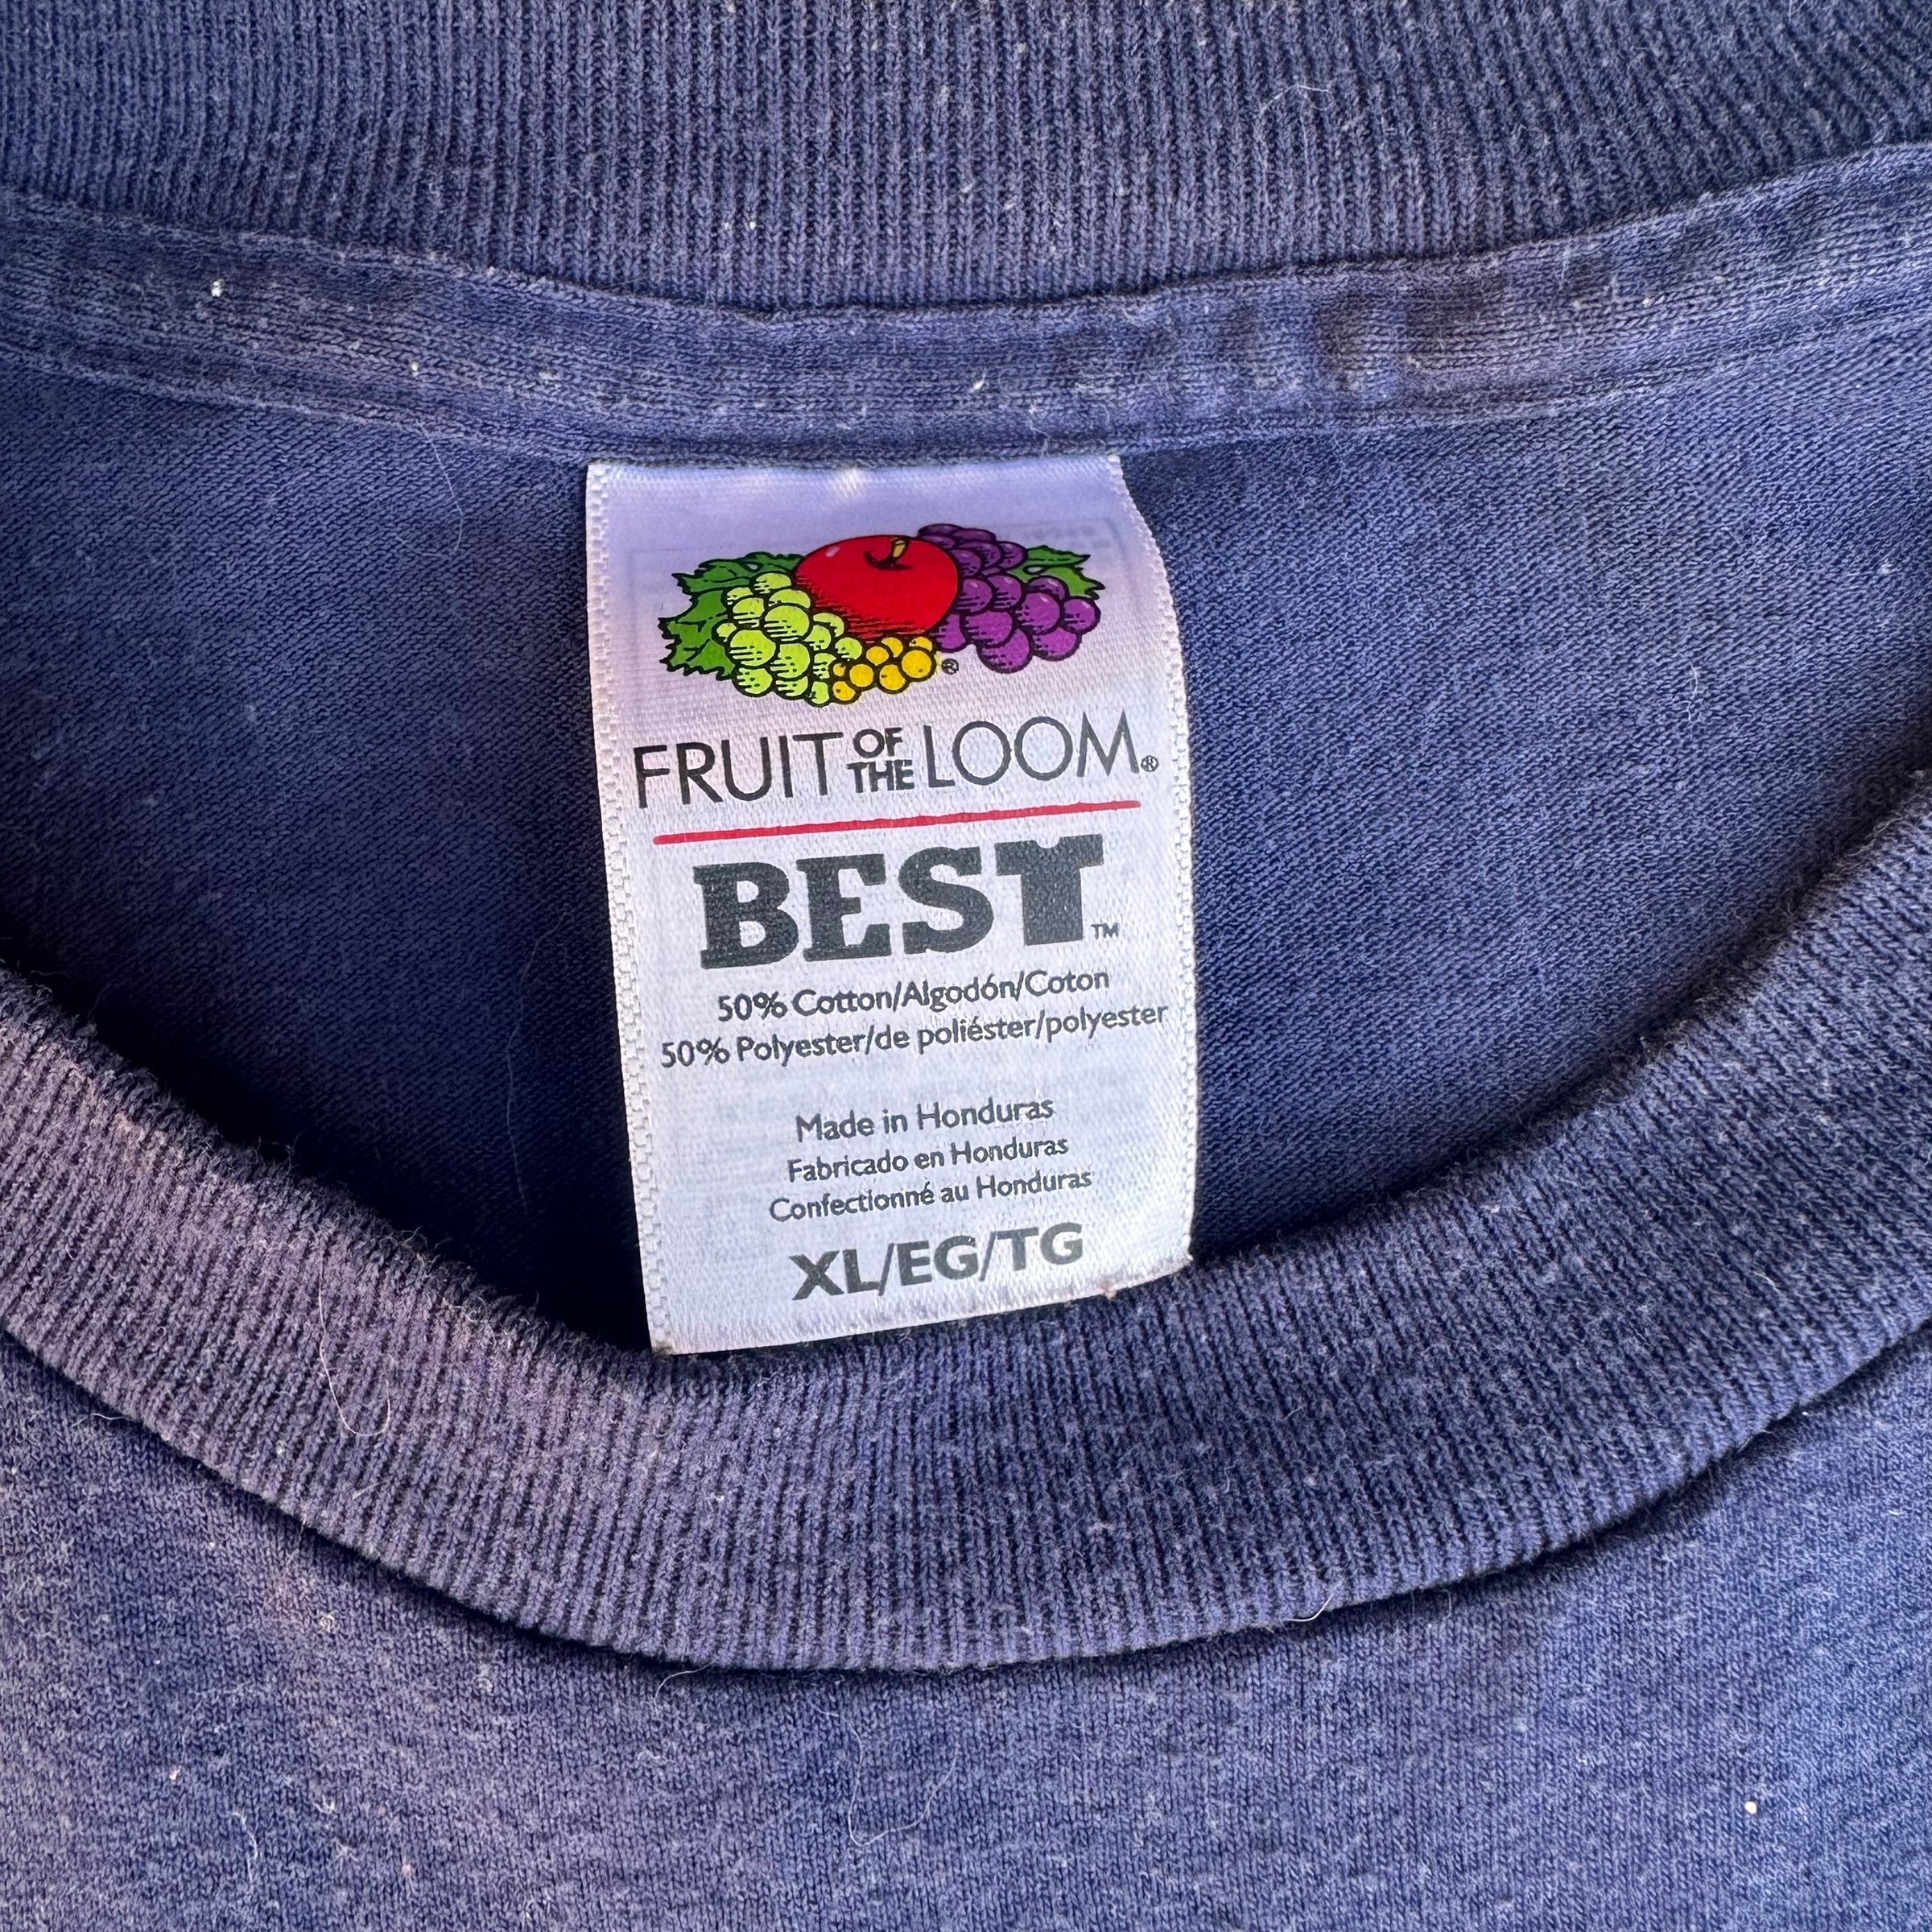 ®
FRUIT OF THE LOOM®
BEST™
50% Cotton/Algodón/Coton
50% Polyester/de poliéster/polyester
Made in Honduras
Fabricado en Honduras
Confectionné au Honduras
XL/EG/TG